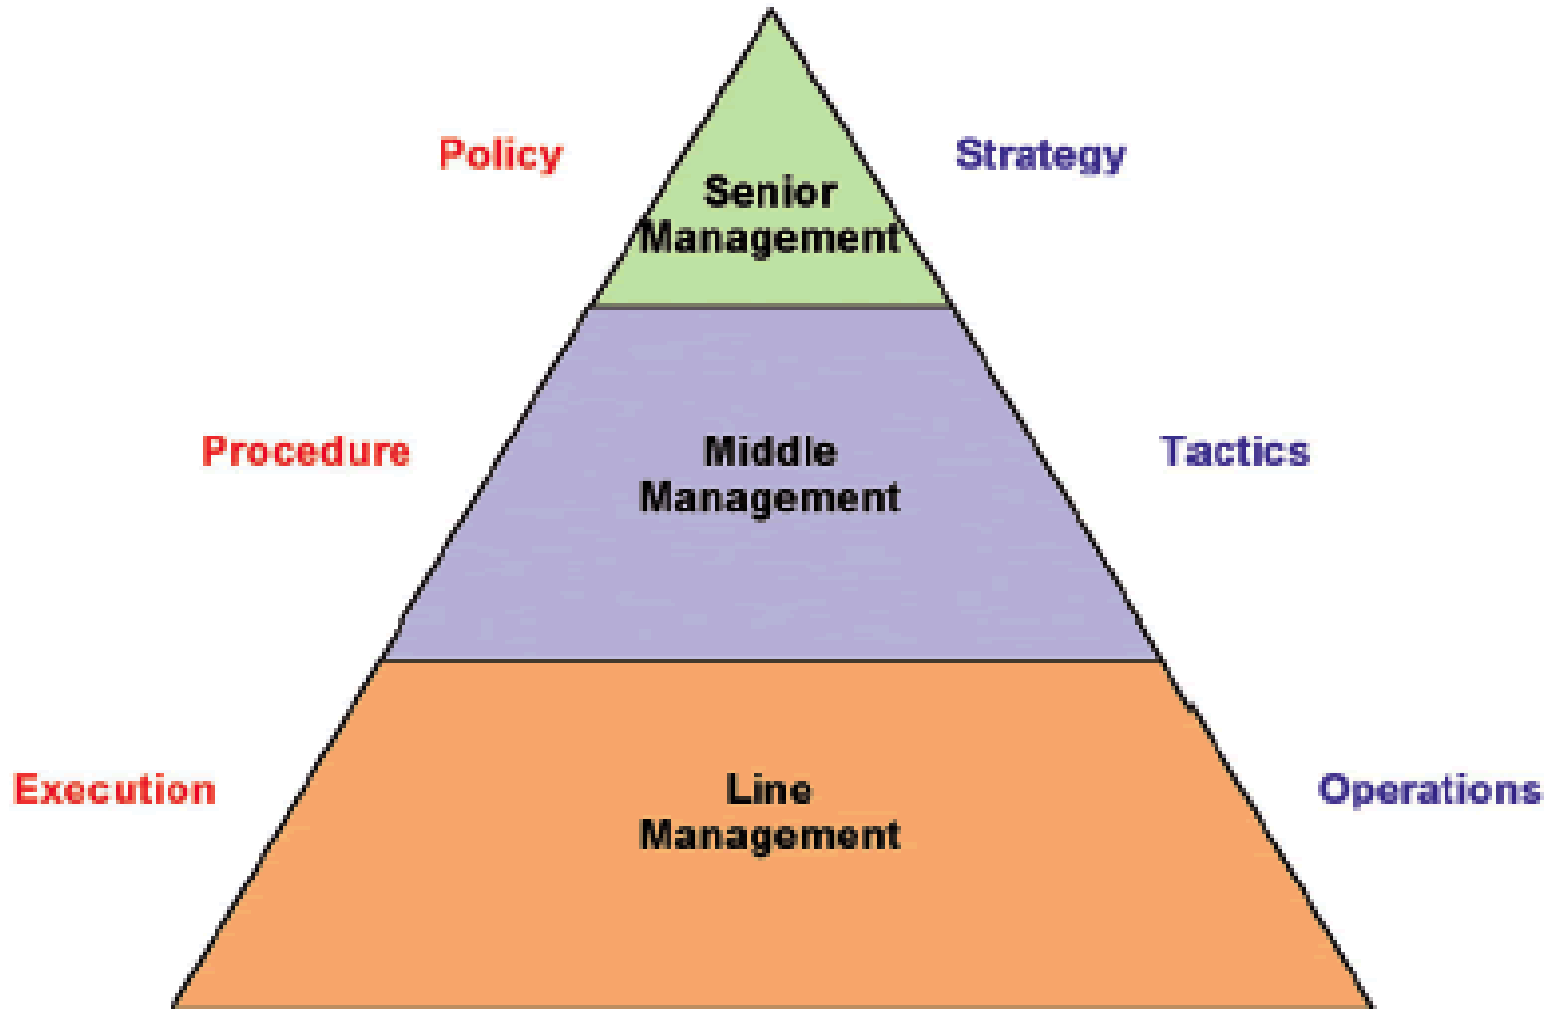 Policy
Strategy
Senior
Management
Procedure
Middle
Management
Tactics
Execution
Line
Management
Operations